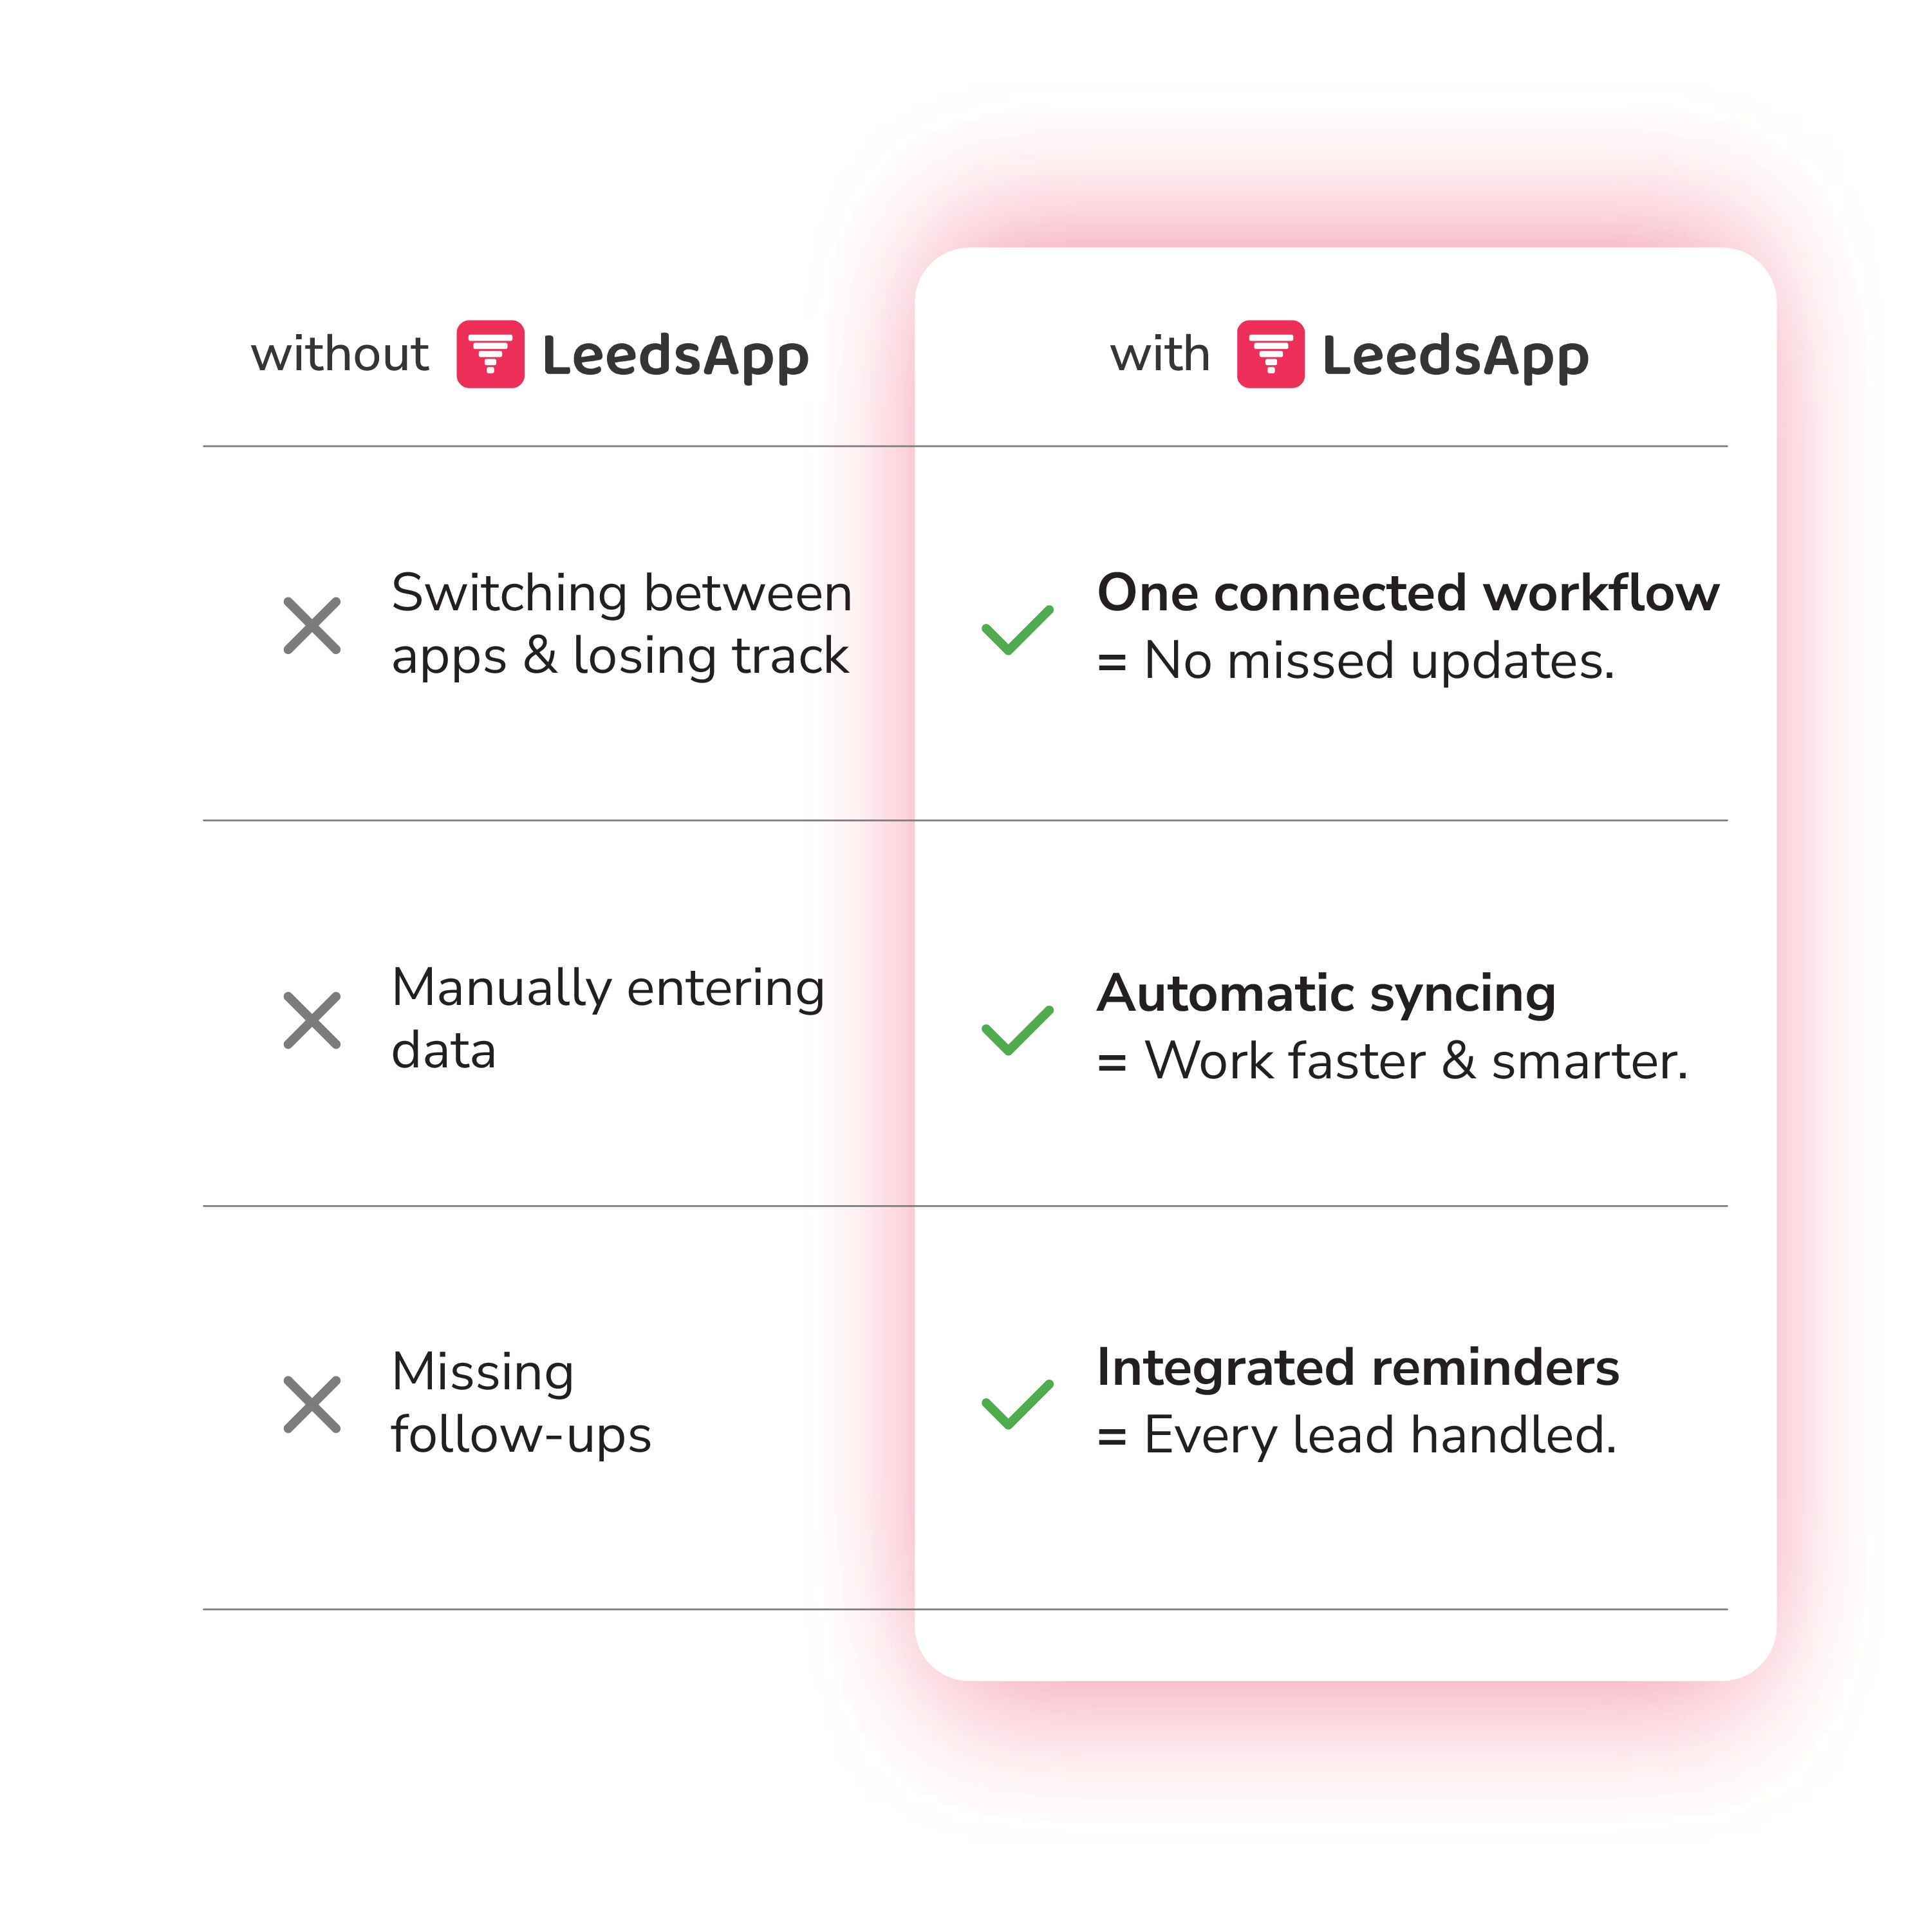 without LeedsApp
with LeedsApp
Switching between
apps & losing track
One connected workflow
= No missed updates.
Manually entering
data
Automatic syncing
= Work faster & smarter.
Missing
follow-ups
Integrated reminders
= Every lead handled.